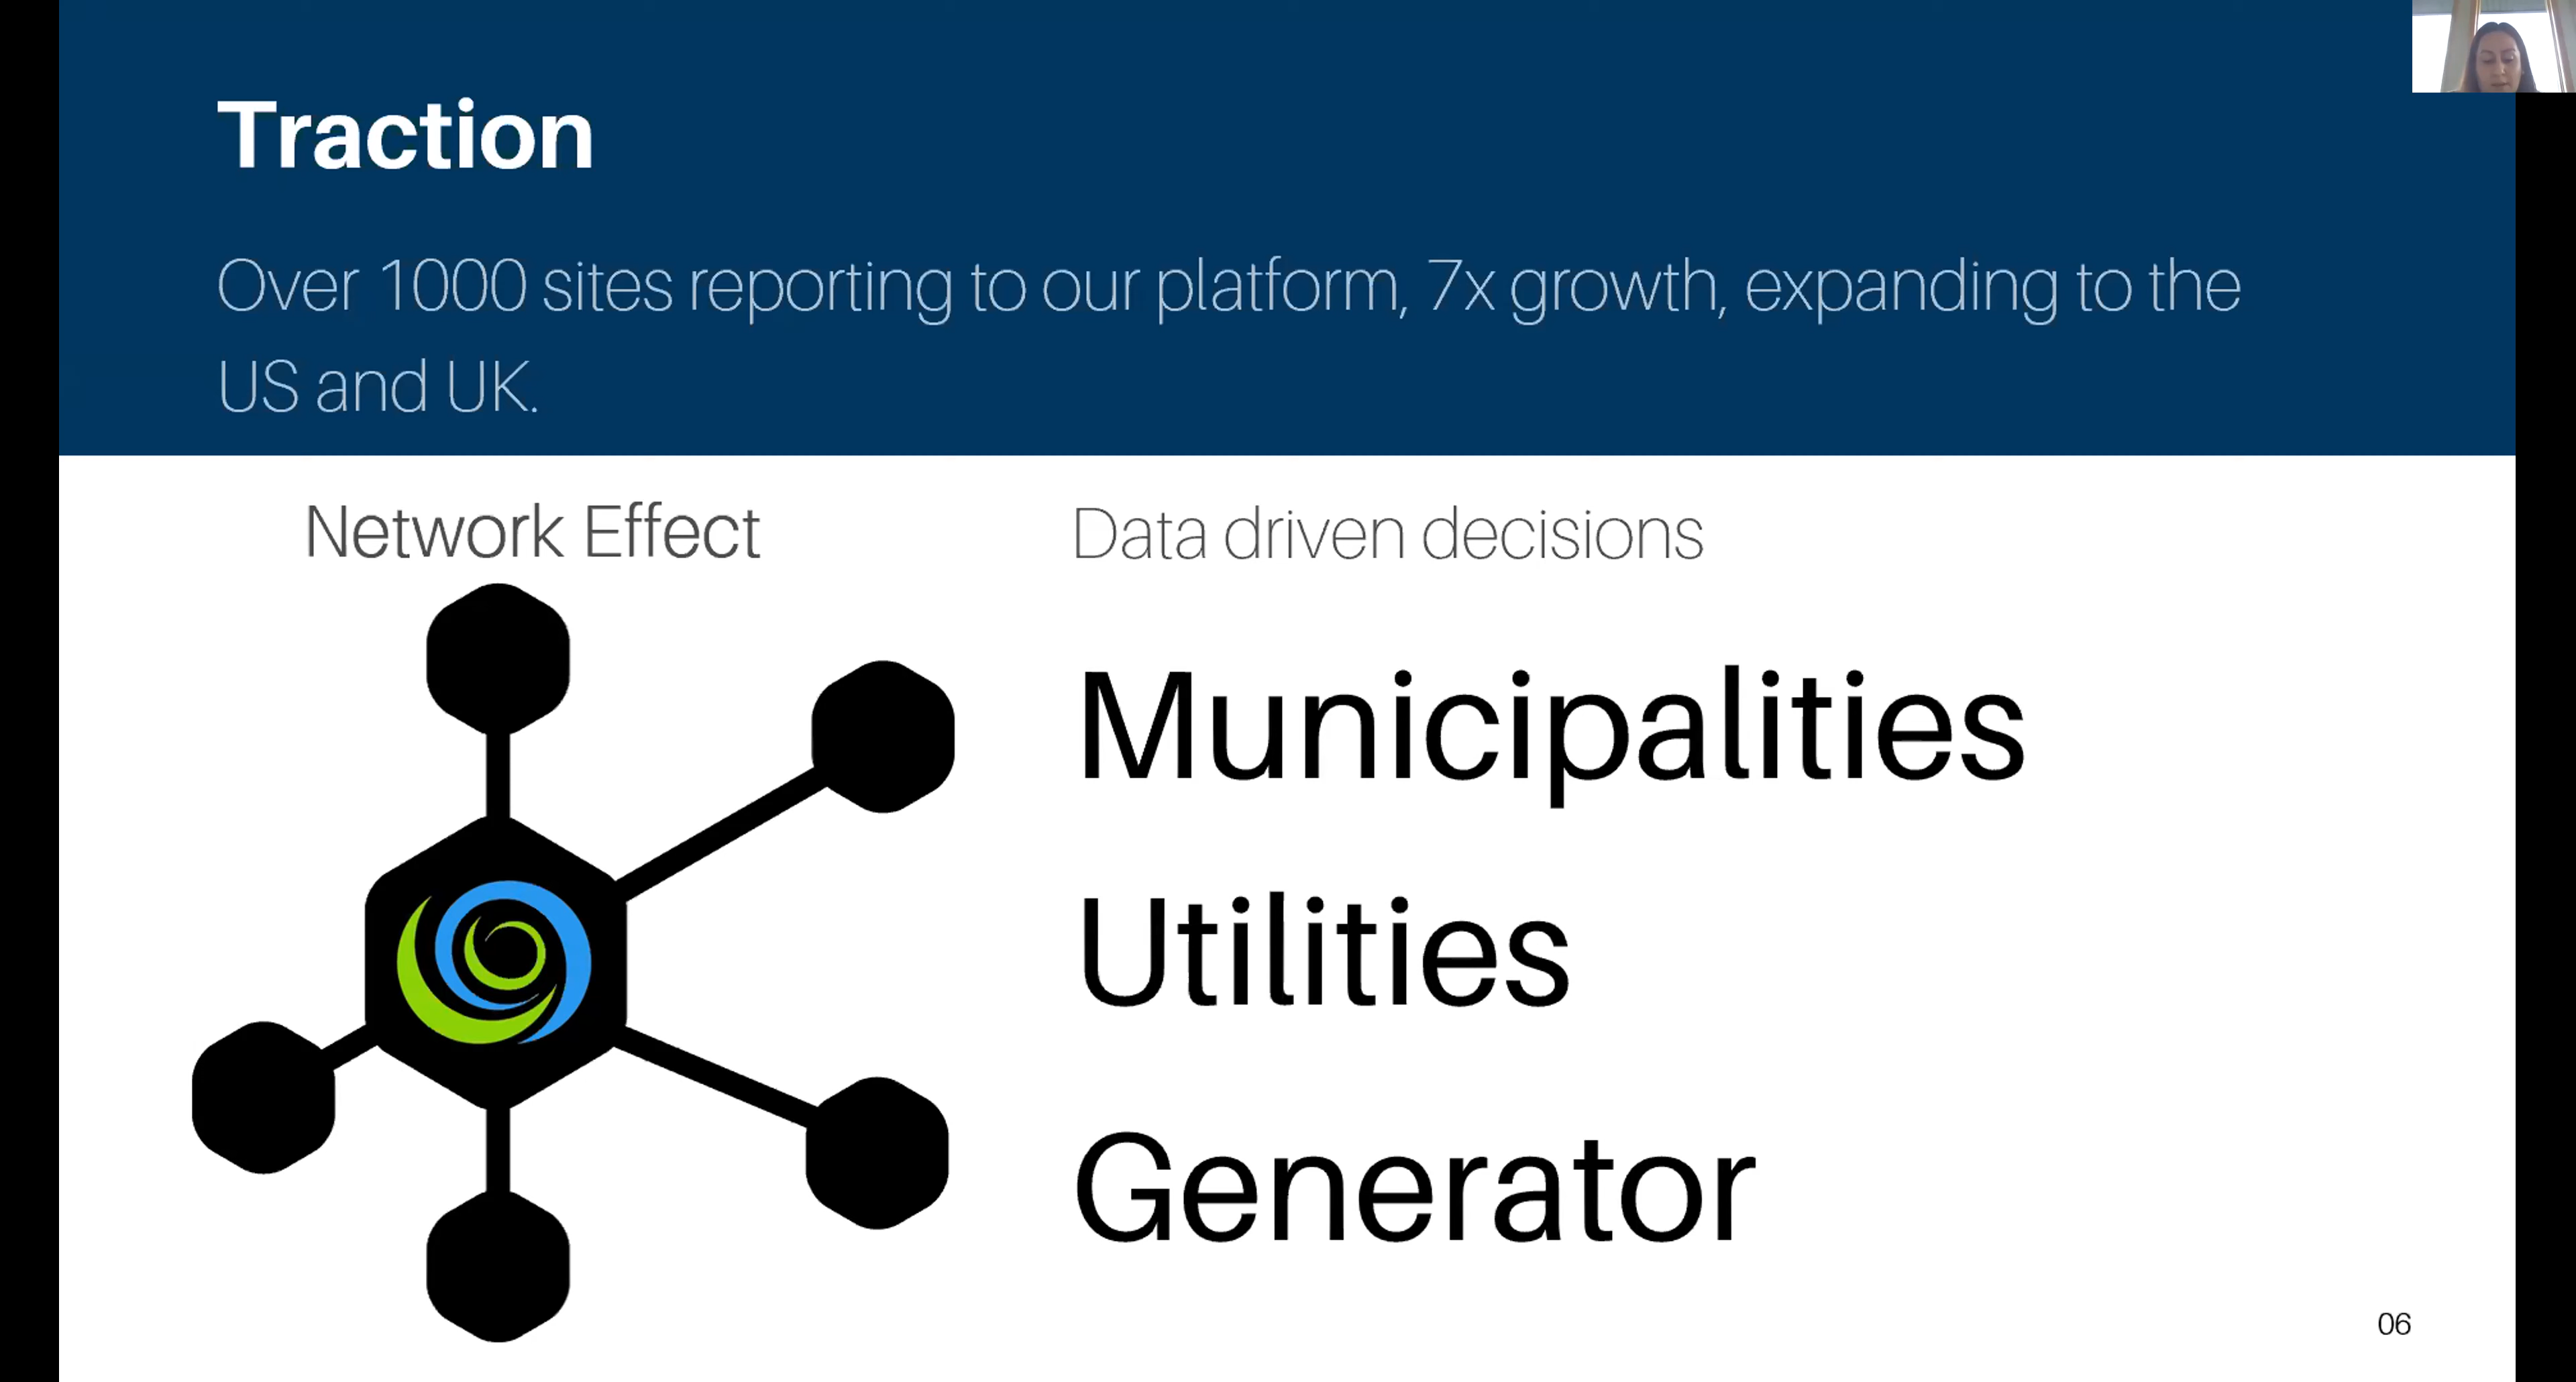 Traction
Over 1000 sites reporting to our platform, 7x growth, expanding to the
US and UK.
Network Effect
Data driven decisions
Municipalities
Utilities
Generator
06